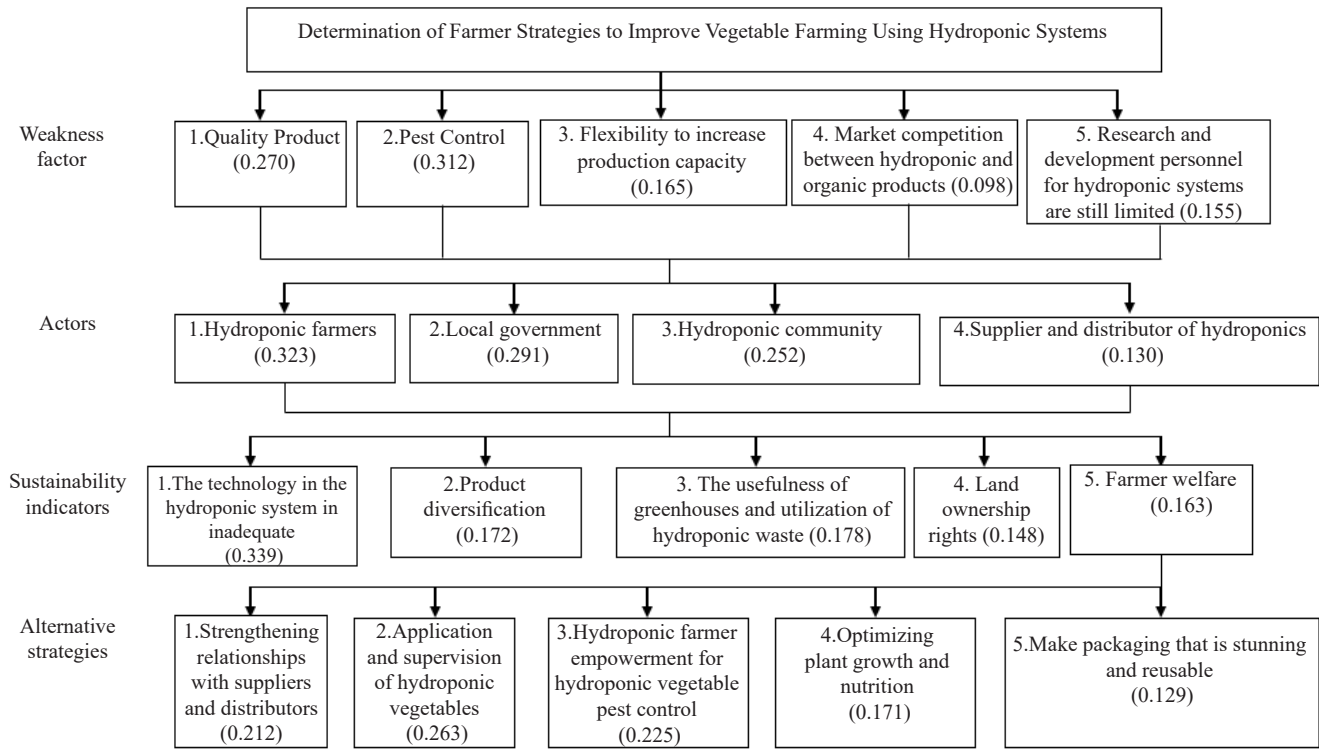 Determination of Farmer Strategies to Improve Vegetable Farming Using Hydroponic Systems
Weakness
factor
1.Quality Product
(0.270)
2.Pest Control
(0.312)
3. Flexibility to increase
production capacity
(0.165)
4. Market competition
between hydroponic and
organic products (0.098)
5. Research and
development personnel
for hydroponic systems
are still limited (0.155)
Actors
1.Hydroponic farmers
(0.323)
2.Local government
(0.291)
3.Hydroponic community
(0.252)
4.Supplier and distributor of hydroponics
(0.130)
Sustainability
indicators
1.The technology in the
hydroponic system in
inadequate
(0.339)
2.Product
diversification
(0.172)
3. The usefulness of
greenhouses and utilization of
hydroponic waste (0.178)
4. Land
ownership
rights (0.148)
5. Farmer welfare
(0.163)
Alternative
strategies
1.Strengthening
relationships
with suppliers
and distributors
(0.212)
2.Application
and supervision
of hydroponic
vegetables
(0.263)
3.Hydroponic farmer
empowerment for
hydroponic vegetable
pest control
(0.225)
4.Optimizing
plant growth and
nutrition
(0.171)
5.Make packaging that is stunning
and reusable
(0.129)